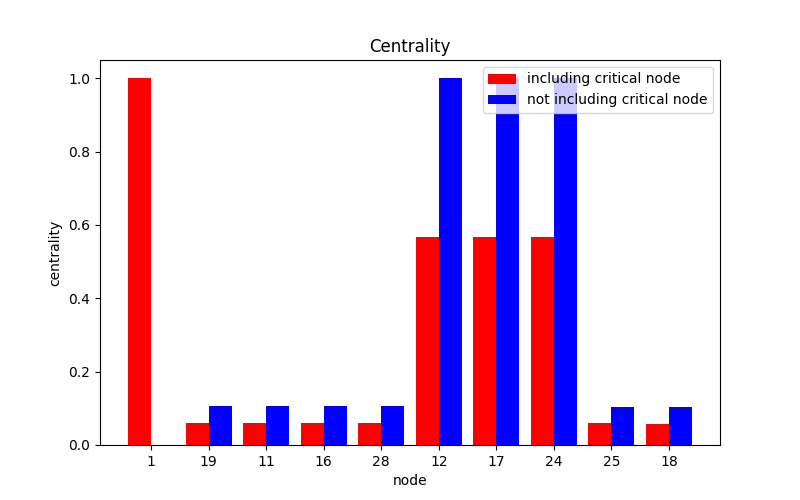 Centrality
including critical node
not including critical node
centrality
1.0
0.8
0.6
0.4
0.2
0.0
1 19 11 16 28 12 17 24 25 18
node